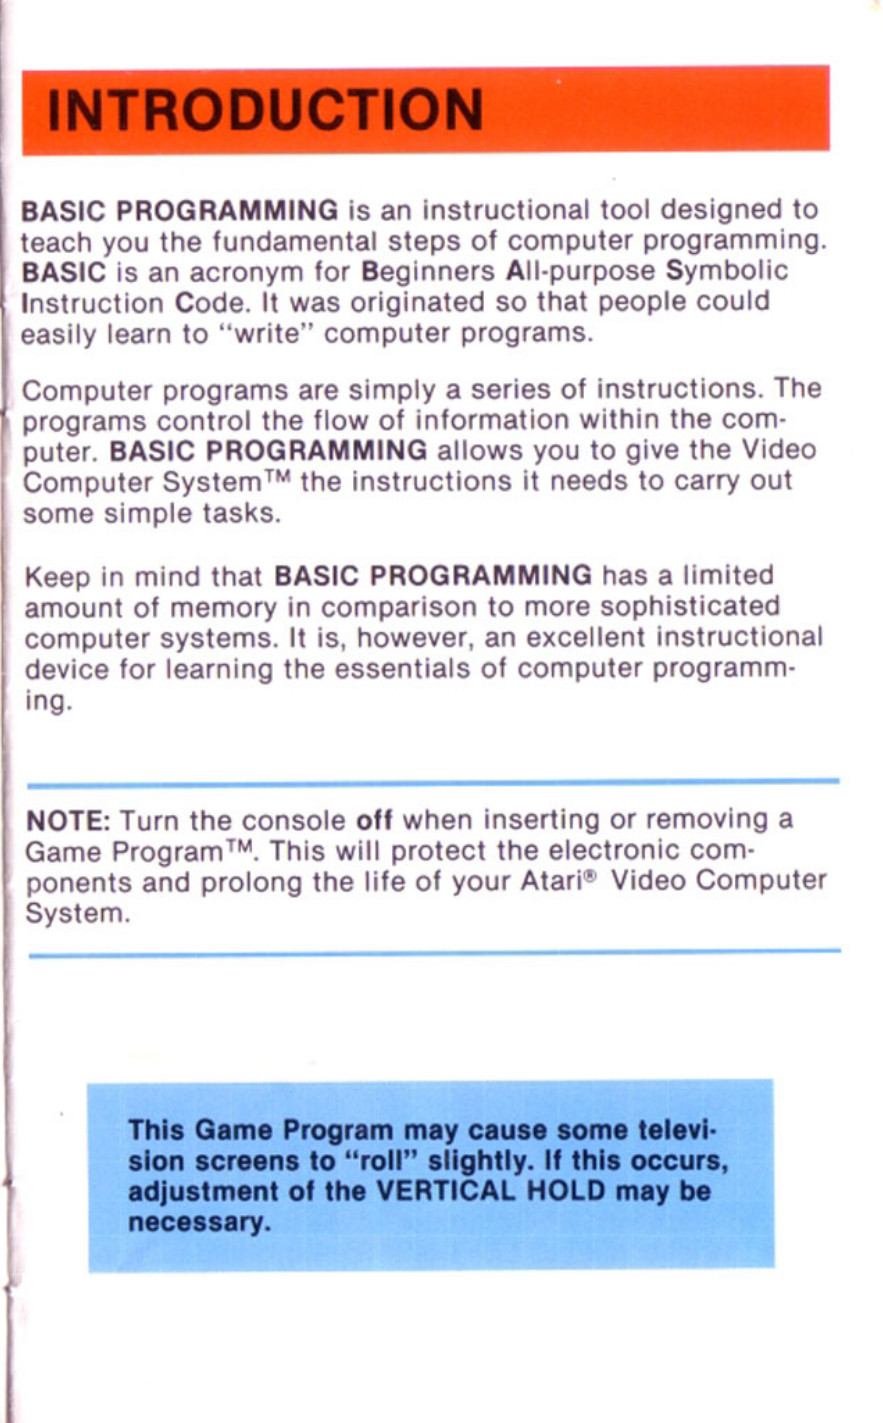 INTRODUCTION
BASIC PROGRAMMING is an instructional tool designed to
teach you the fundamental steps of computer programming.
BASIC is an acronym for Beginners All-purpose Symbolic
Instruction Code. It was originated so that people could
easily learn to “write” computer programs.
Computer programs are simply a series of instructions. The
programs control the flow of information within the com-
puter. BASIC PROGRAMMING allows you to give the Video
Computer System™ the instructions it needs to carry out
some simple tasks.
Keep in mind that BASIC PROGRAMMING has a limited
amount of memory in comparison to more sophisticated
computer systems. It is, however, an excellent instructional
device for learning the essentials of computer programm-
ing.
NOTE: Turn the console off when inserting or removing a
Game Program™. This will protect the electronic com-
ponents and prolong the life of your Atari® Video Computer
System.
This Game Program may cause some televi-
sion screens to “roll” slightly. If this occurs,
adjustment of the VERTICAL HOLD may be
necessary.